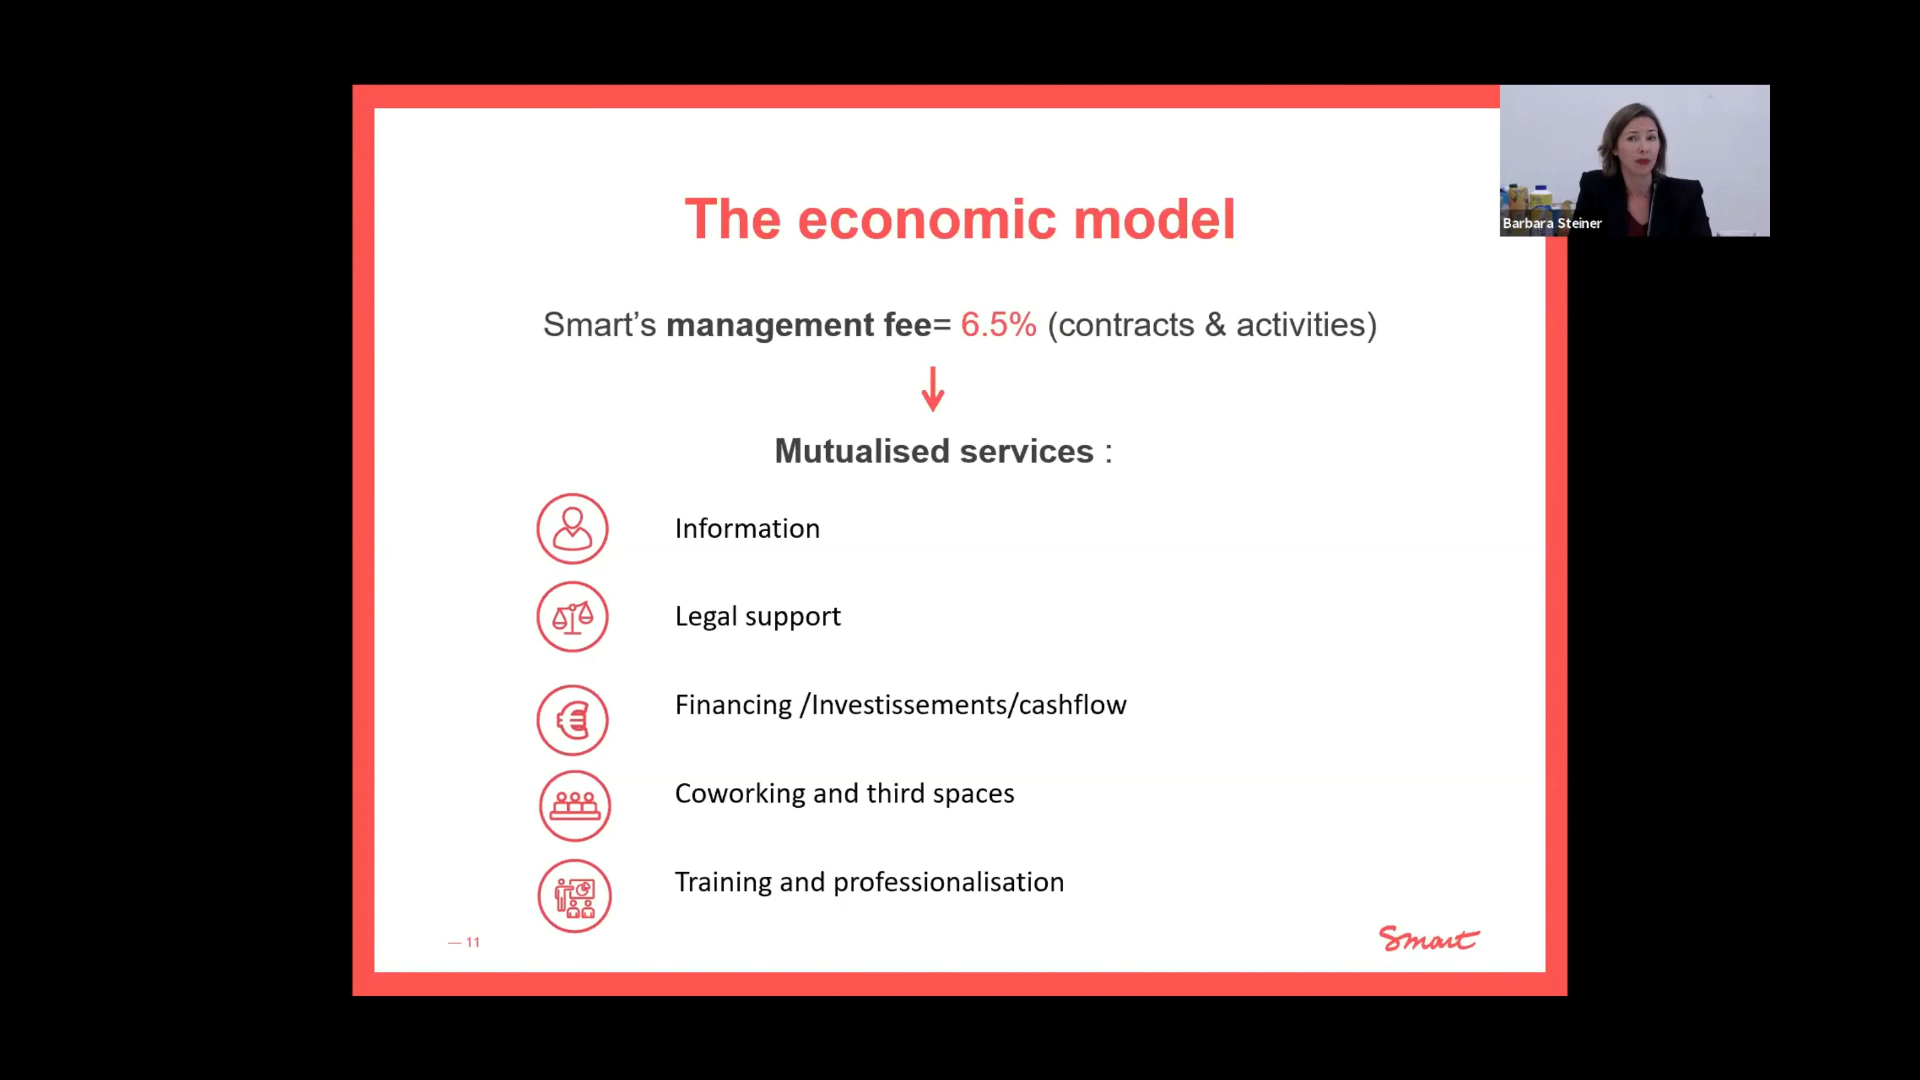 The economic model
Smart’s management fee= 6.5% (contracts & activities)
Mutualised services :
Information
Legal support
Financing /Investissements/cashflow
Coworking and third spaces
Training and professionalisation
— 11
Smart
Barbara Steiner